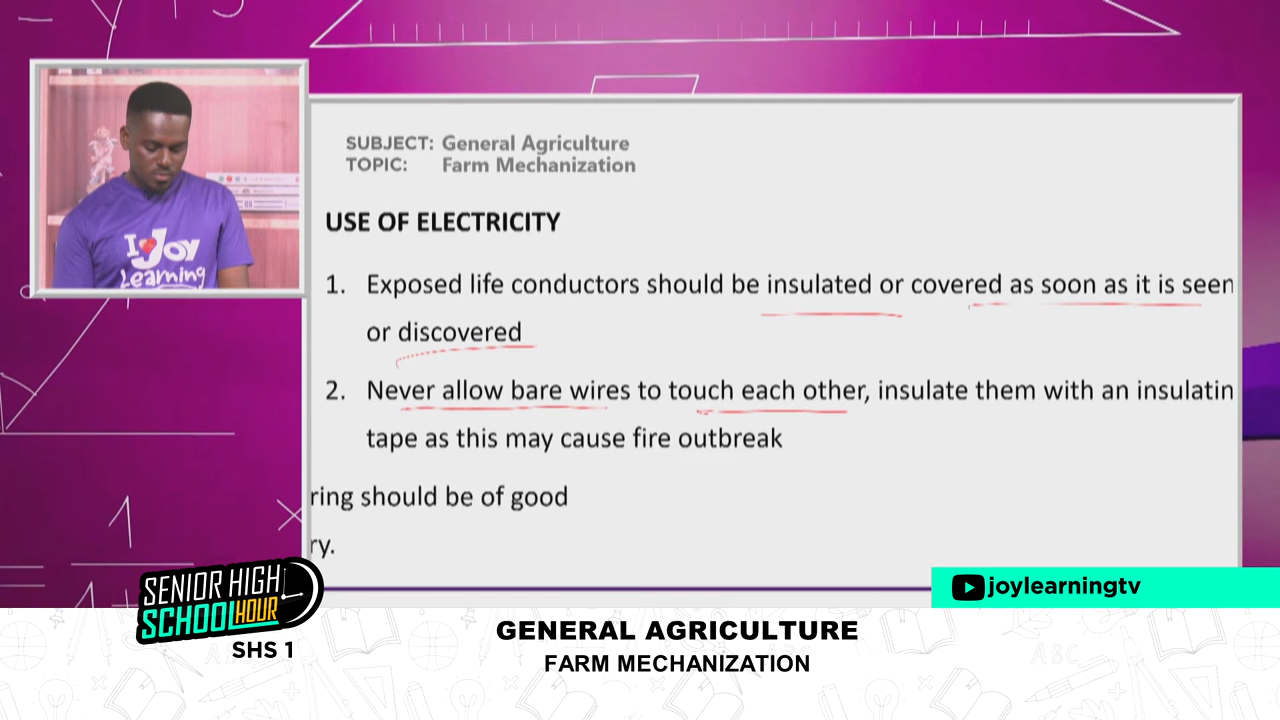 SUBJECT: General Agriculture
TOPIC: Farm Mechanization
USE OF ELECTRICITY
1. Exposed life conductors should be insulated or covered as soon as it is seen
or discovered
2. Never allow bare wires to touch each other, insulate them with an insulatin
tape as this may cause fire outbreak
ring should be of good
ry.
I Joy
Learning
SENIOR HIGH
SCHOOL HOUR
SHS 1
joylearningtv
GENERAL AGRICULTURE
FARM MECHANIZATION